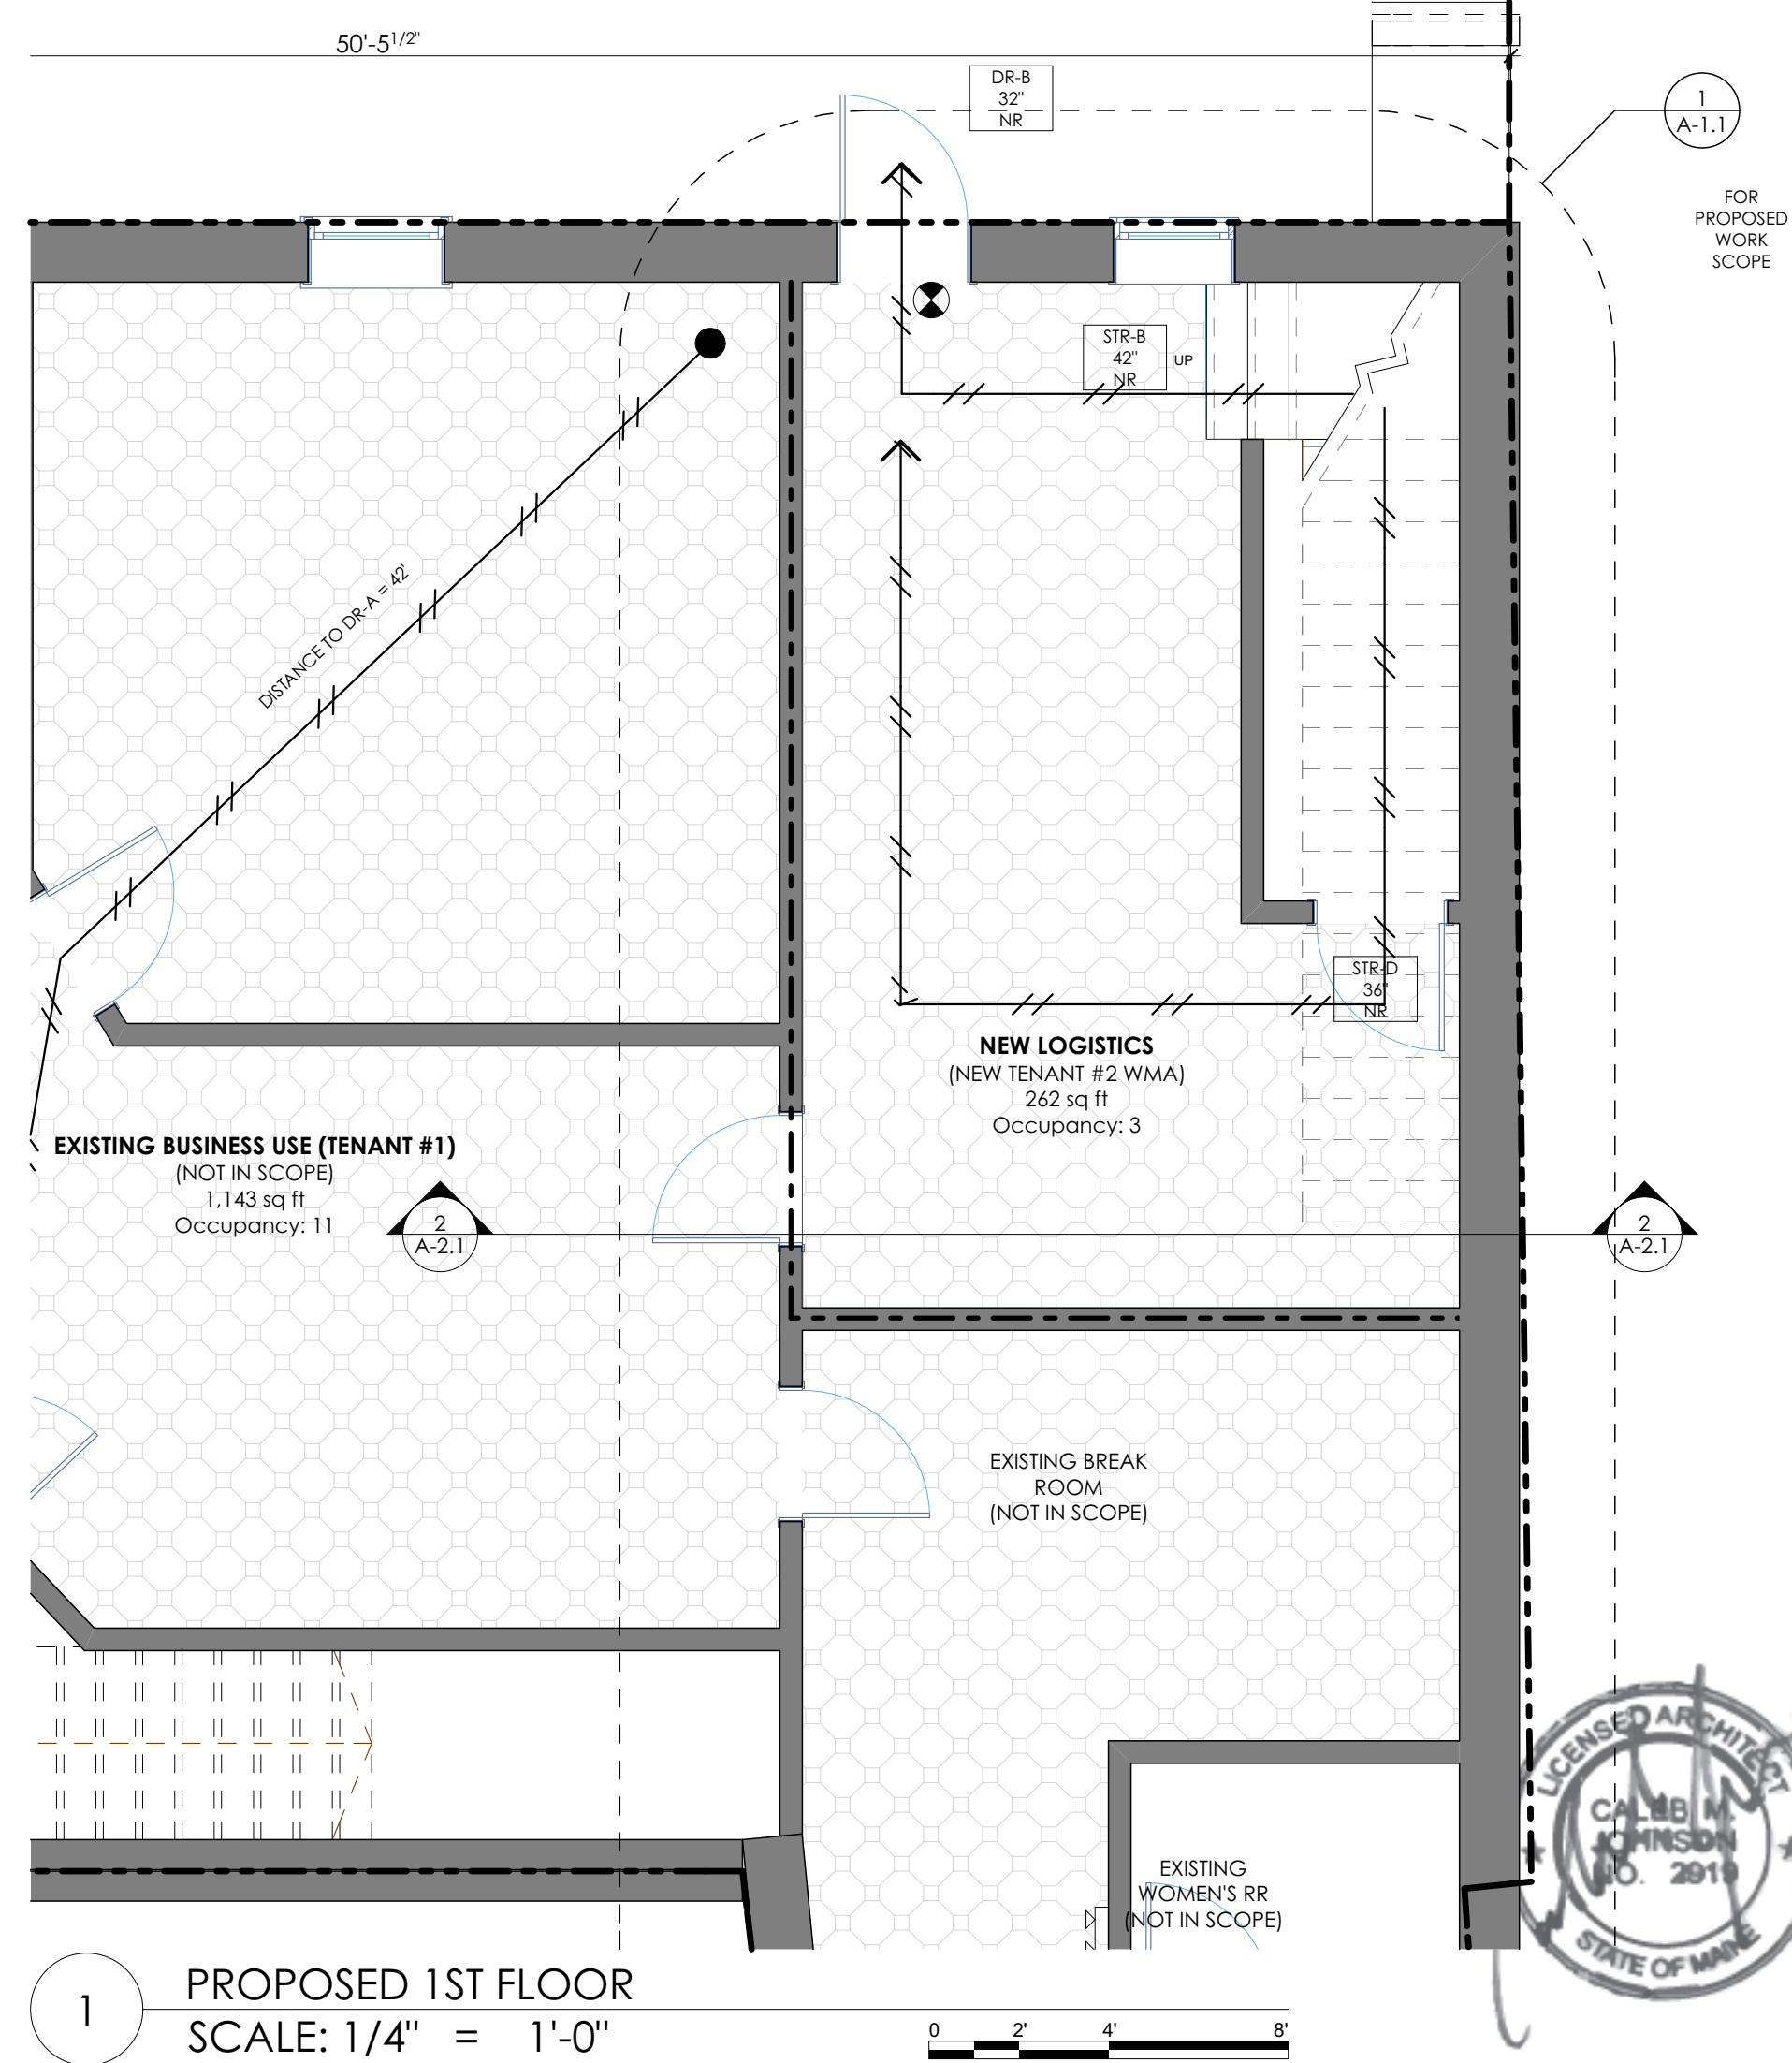 50'-5 1/2"
DR-B
32"
NR
1
A-1.1
FOR
PROPOSED
WORK
SCOPE
STR-B
42"
NR
UP
DISTANCE TO DR-A = 42'
STR-D
36"
NR
NEW LOGISTICS
(NEW TENANT #2 WMA)
262 sq ft
Occupancy: 3
EXISTING BUSINESS USE (TENANT #1)
(NOT IN SCOPE)
1,143 sq ft
Occupancy: 11
2
A-2.1
2
A-2.1
EXISTING BREAK
ROOM
(NOT IN SCOPE)
EXISTING
WOMEN'S RR
(NOT IN SCOPE)
LICENSED ARCHITECT
CALEB M.
JOHNSON
NO. 2919
STATE OF MAINE
1
PROPOSED 1ST FLOOR
SCALE: 1/4" = 1'-0"
0 2' 4' 8'